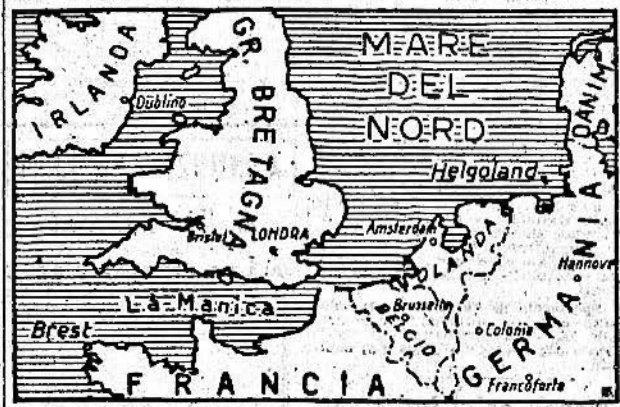 IRLANDA
Dublino
GR. BRETAGNA
Bristol
LONDRA
MARE
DEL
NORD
DANIM
Helgoland
Amsterdam
OLANDA
Hannove
Brusselle
BELGIO
Colonia
GERMANIA
Francoforte
La Manica
Brest
FRANCIA